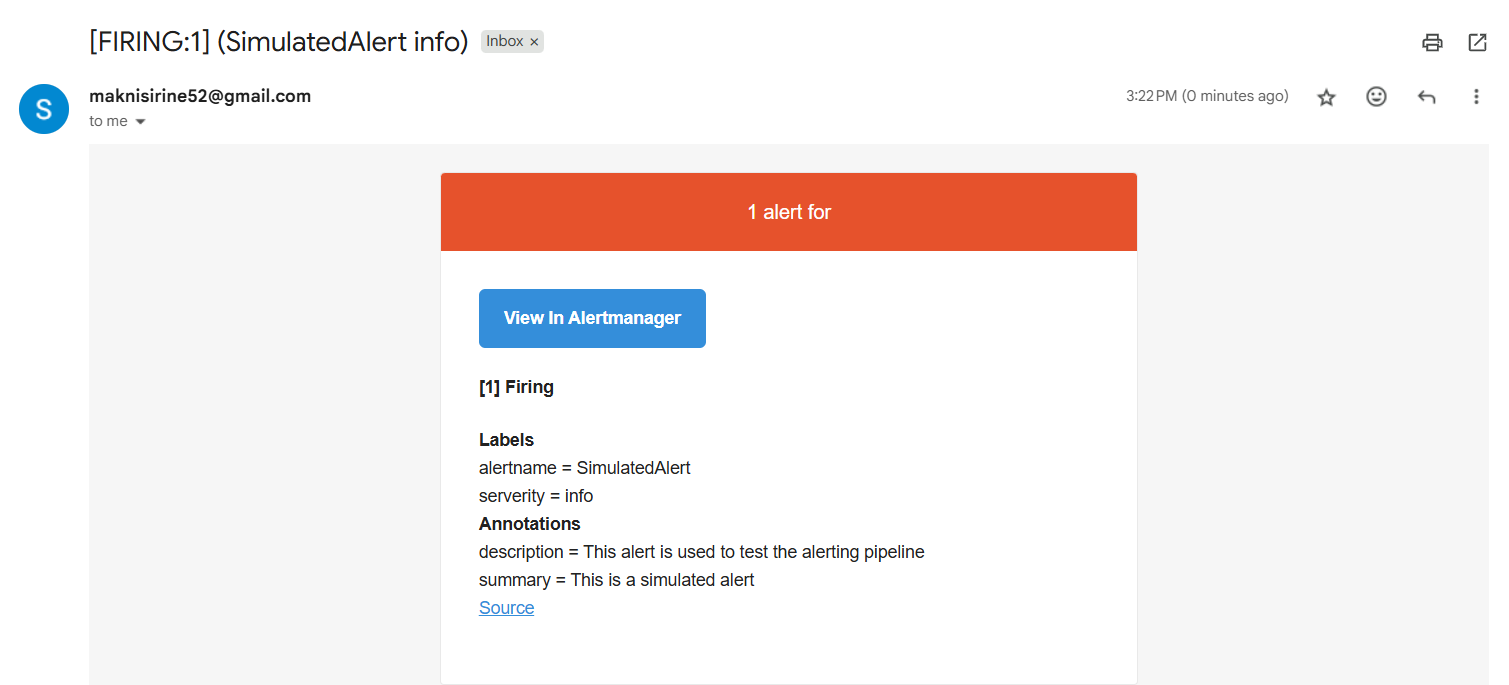 [FIRING:1] (SimulatedAlert info) Inbox ×
S
maknisirine52@gmail.com 3:22 PM (0 minutes ago)
to me
1 alert for
View In Alertmanager
[1] Firing
Labels
alertname = SimulatedAlert
serverity = info
Annotations
description = This alert is used to test the alerting pipeline
summary = This is a simulated alert
Source